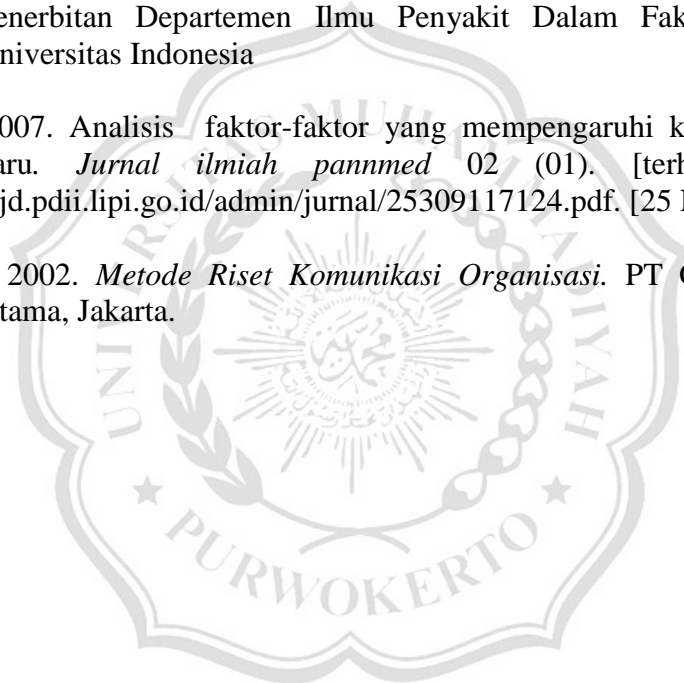 enerbitan Departemen Ilmu Penyakit Dalam Fak
niversitas Indonesia
007. Analisis faktor-faktor yang mempengaruhi k
aru. Jurnal ilmiah pannmed 02 (01). [terh
jd.pdii.lipi.go.id/admin/jurnal/25309117124.pdf. [25
2002. Metode Riset Komunikasi Organisasi. PT
tama, Jakarta.
UNIVERSITAS MUHAMMADIYAH
PURWOKERTO